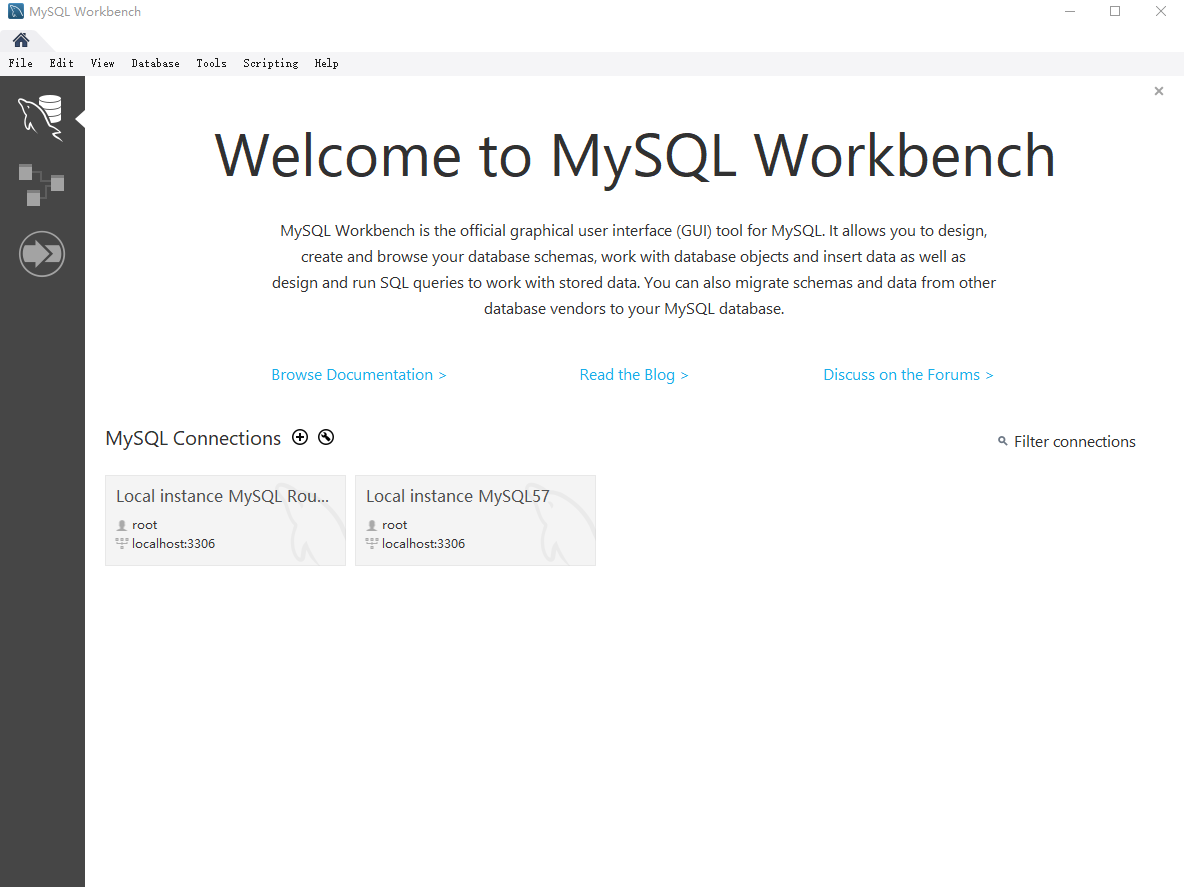 MySQL Workbench
File Edit View Database Tools Scripting Help
Welcome to MySQL Workbench
MySQL Workbench is the official graphical user interface (GUI) tool for MySQL. It allows you to design,
create and browse your database schemas, work with database objects and insert data as well as
design and run SQL queries to work with stored data. You can also migrate schemas and data from other
database vendors to your MySQL database.
Browse Documentation > Read the Blog > Discuss on the Forums >
MySQL Connections Filter connections
Local instance MySQL Rou...
root
localhost:3306
Local instance MySQL57
root
localhost:3306